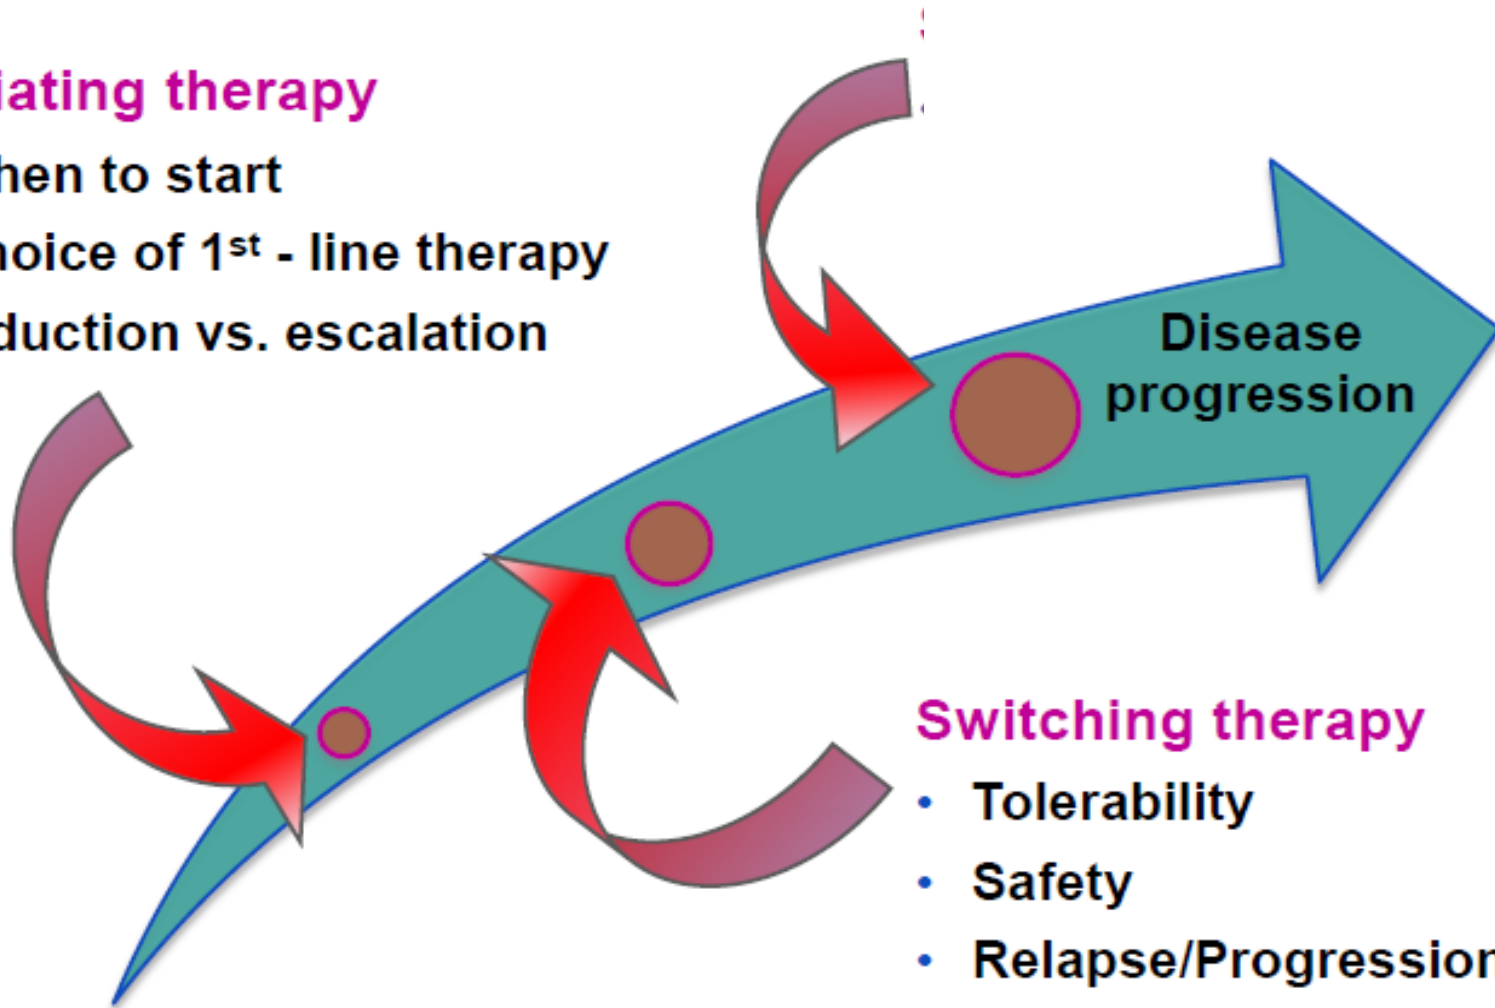 iating therapy
hen to start
hoice of 1st - line therapy
duction vs. escalation
Disease
progression
Switching therapy
• Tolerability
• Safety
• Relapse/Progression